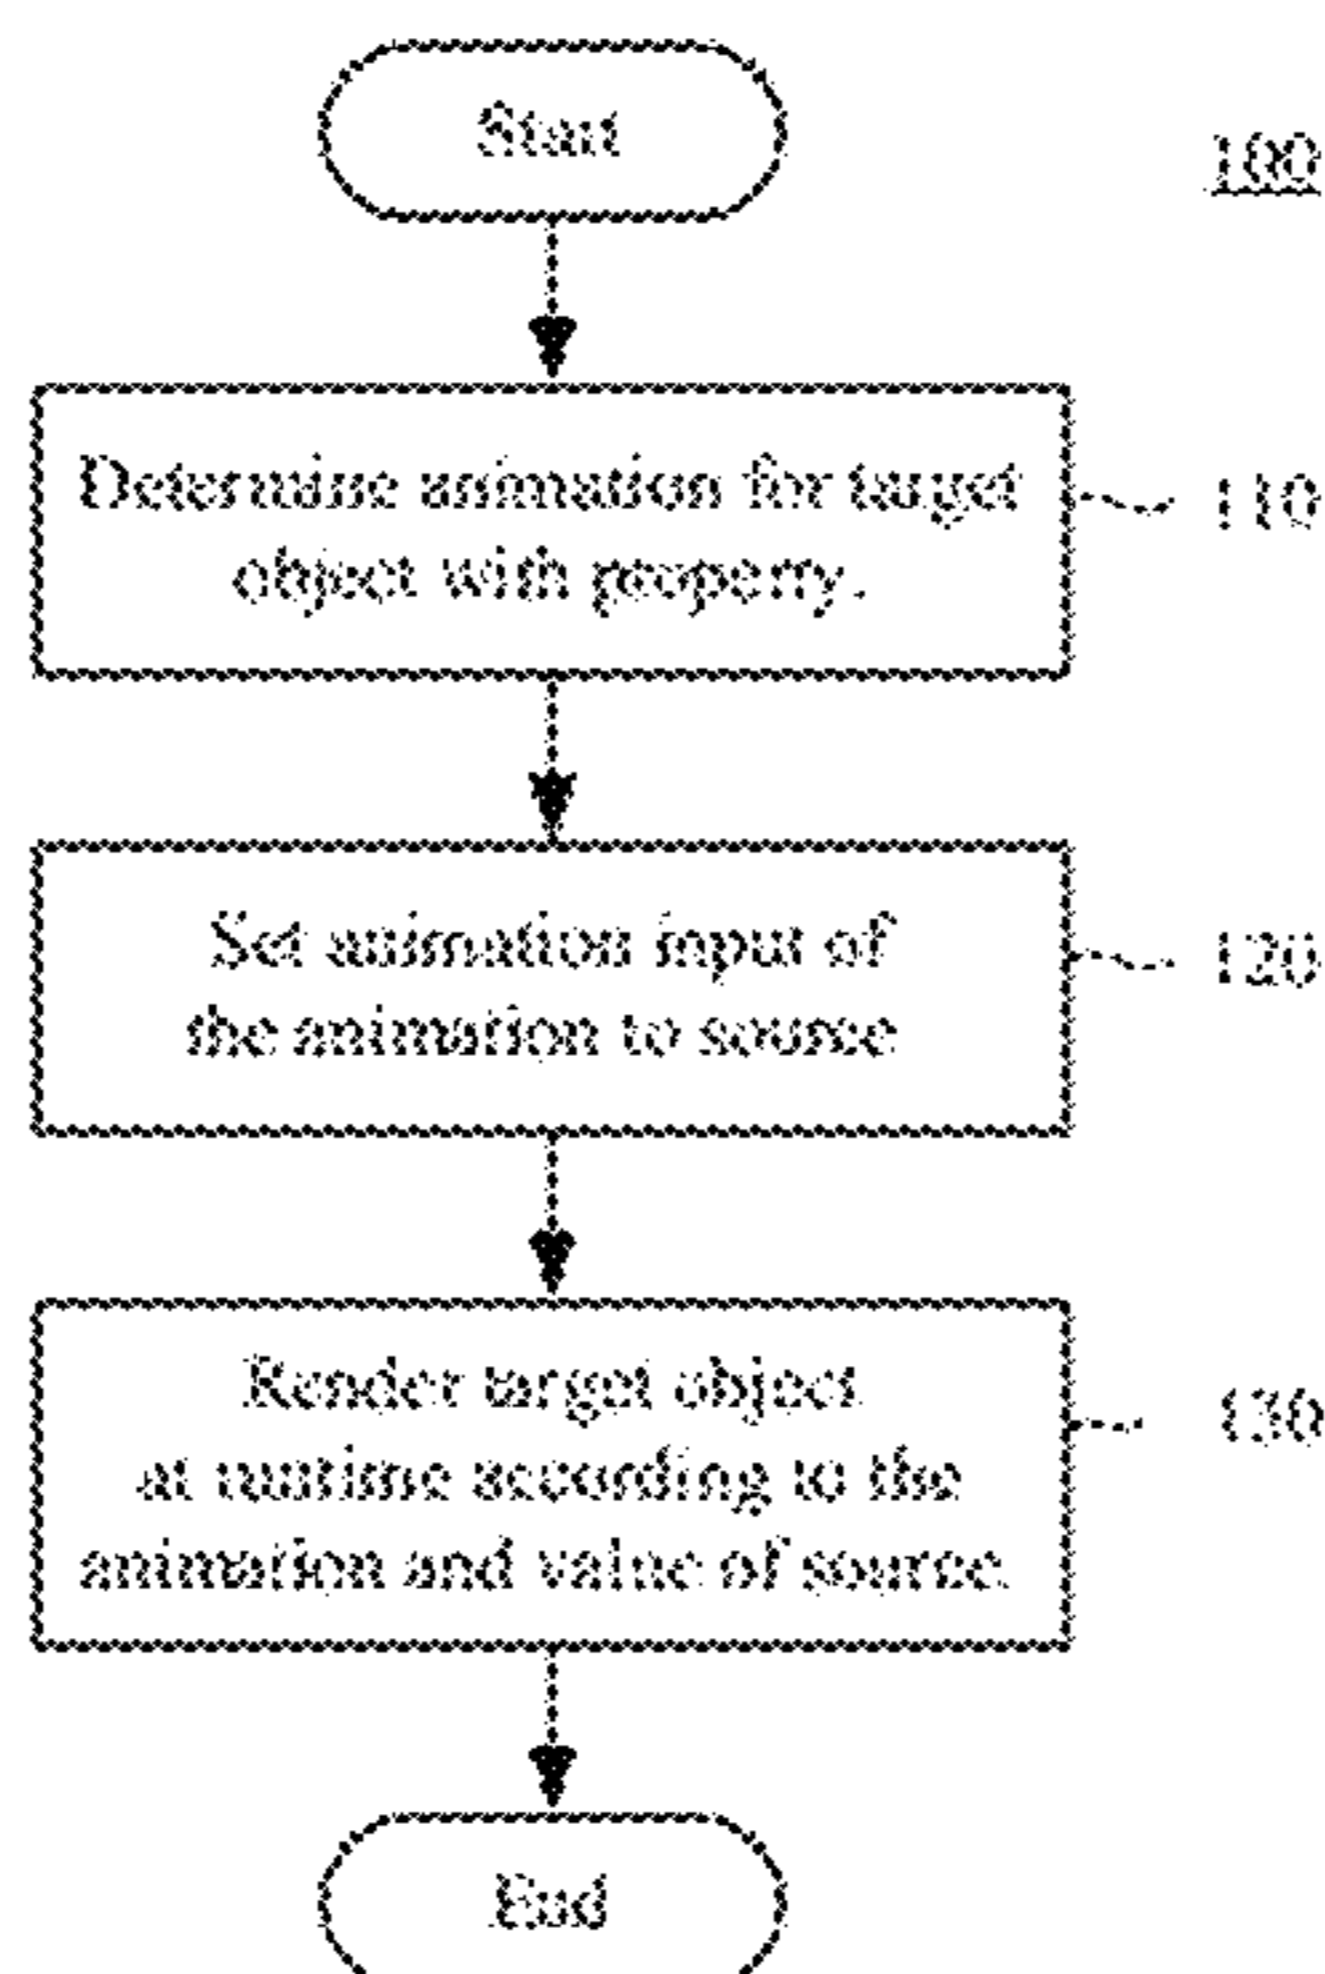 Start
100
Determine animation for target
object with property.
110
Set animation input of
the animation to source
120
Render target object
at runtime according to the
animation and value of source.
130
End